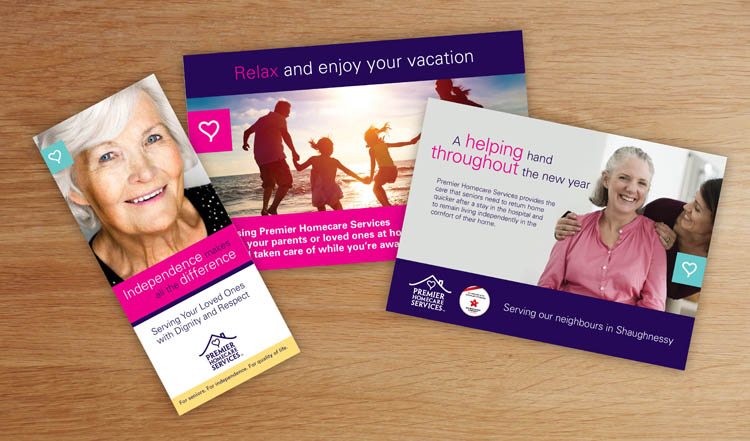 Relax and enjoy your vacation
sing Premier Homecare Services
your parents or loved ones at ho
taken care of while you're awa
Independence makes
all the difference
Serving Your Loved Ones
with Dignity and Respect
PREMIER
HOMECARE
SERVICES
For seniors. For independence. For quality of life.
A helping hand
throughout the new year
Premier Homecare Services provides the
care that seniors need to return home
quicker after a stay in the hospital and
to remain living independently in the
comfort of their home.
PREMIER
HOMECARE
SERVICES
Serving our neighbours in Shaughnessy